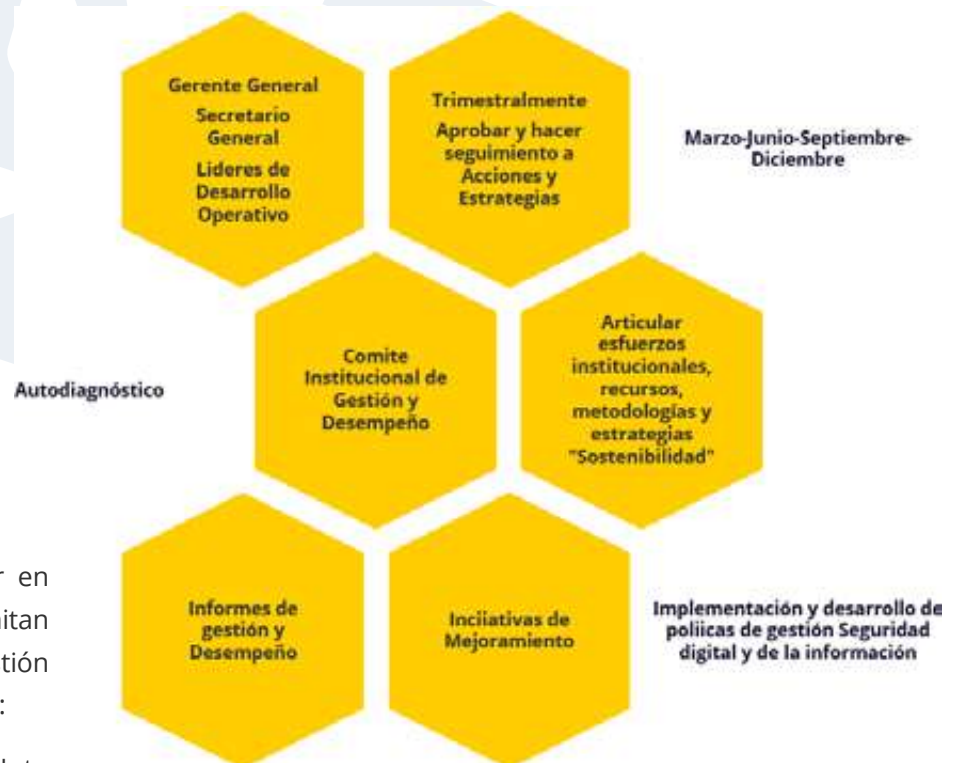 Gerente General
Secretario
General
Lideres de
Desarrollo
Operativo
Trimestralmente
Aprobar y hacer
seguimiento a
Acciones y
Estrategias
Marzo-Junio-Septiembre-
Diciembre
Autodiagnóstico
Comite
Institucional de
Gestión y
Desempeño
Articular
esfuerzos
institucionales,
recursos,
metodologías y
estrategias
"Sostenibilidad"
Informes de
gestión y
Desempeño
Inciiativas de
Mejoramiento
Implementación y desarrollo de
poliicas de gestión Seguridad
digital y de la información
en
itan
tión
: